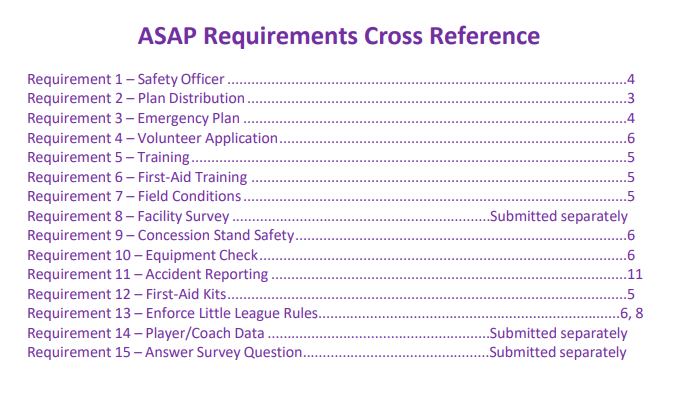 ASAP Requirements Cross Reference
Requirement 1 – Safety Officer....................................................................................................4
Requirement 2 – Plan Distribution...............................................................................................3
Requirement 3 – Emergency Plan................................................................................................4
Requirement 4 – Volunteer Application.......................................................................................6
Requirement 5 – Training.............................................................................................................5
Requirement 6 – First-Aid Training ..............................................................................................5
Requirement 7 – Field Conditions................................................................................................5
Requirement 8 – Facility Survey ................................................................Submitted separately
Requirement 9 – Concession Stand Safety...................................................................................6
Requirement 10 – Equipment Check............................................................................................6
Requirement 11 – Accident Reporting .........................................................................................11
Requirement 12 – First-Aid Kits....................................................................................................5
Requirement 13 – Enforce Little League Rules...........................................................................6, 8
Requirement 14 – Player/Coach Data .......................................................Submitted separately
Requirement 15 – Answer Survey Question..............................................Submitted separately